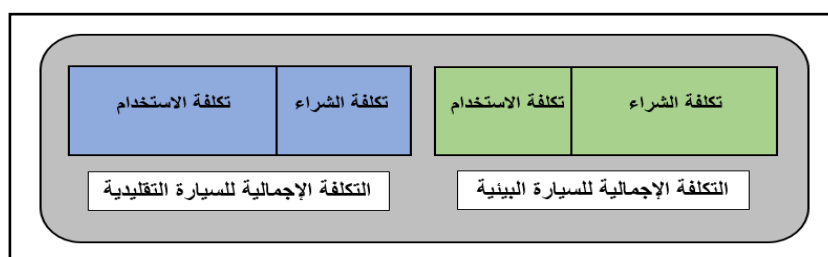 تكلفة الشراء
تكلفة الاستخدام
تكلفة الشراء
تكلفة الاستخدام
التكلفة الإجمالية للسيارة البيئية
التكلفة الإجمالية للسيارة التقليدية